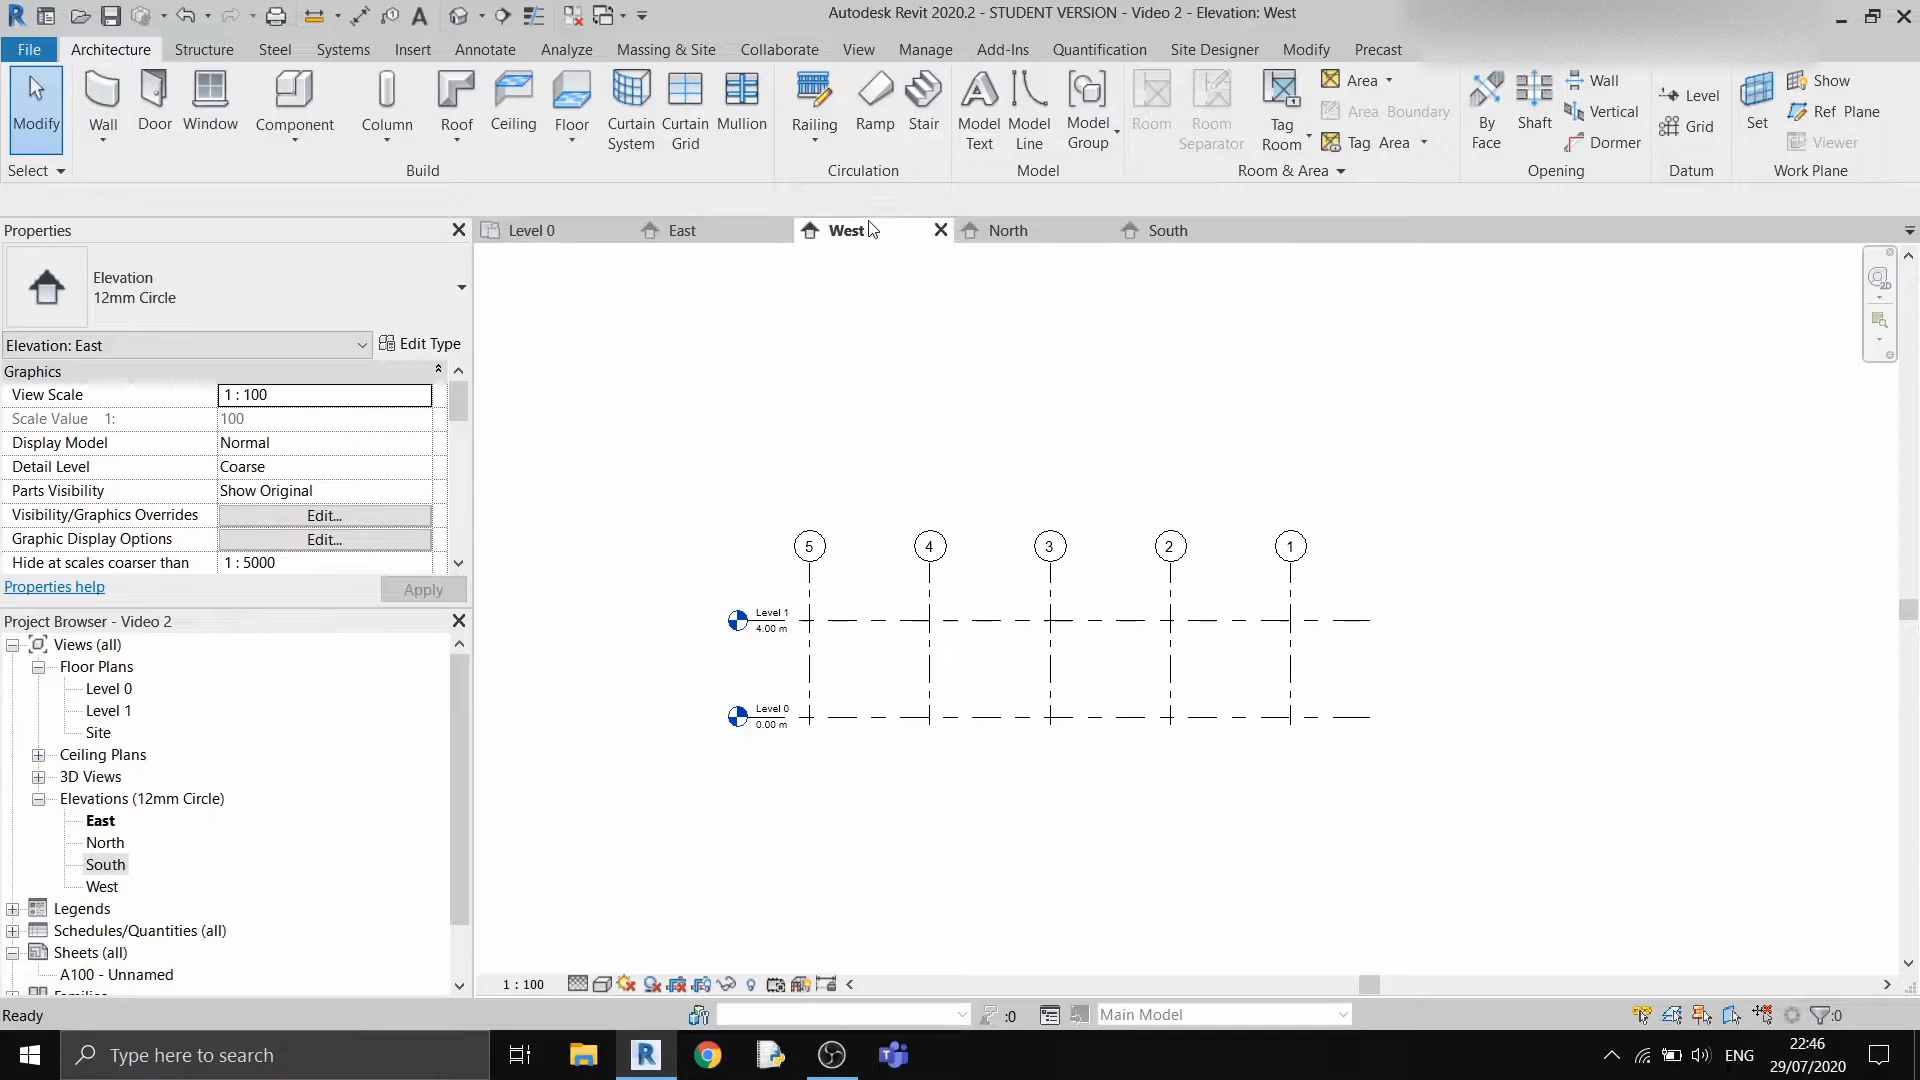 Autodesk Revit 2020.2 - STUDENT VERSION - Video 2 - Elevation: West
File Architecture Structure Steel Systems Insert Annotate Analyze Massing & Site Collaborate View Manage Add-Ins Quantification Site Designer Modify Precast
Modify
Wall
Door
Window
Component
Column
Roof
Ceiling
Floor
Curtain System
Curtain Grid
Mullion
Railing
Ramp
Stair
Model Text
Model Line
Model Group
Room
Room Separator
Tag Room
Area
Area Boundary
Tag Area
By Face
Shaft
Wall
Vertical
Dormer
Level
Grid
Set
Show
Ref Plane
Viewer
Select Build Circulation Model Room & Area Opening Datum Work Plane
Properties
Level 0 East West North South
Elevation
12mm Circle
Elevation: East Edit Type
Graphics
View Scale 1 : 100
Scale Value 1: 100
Display Model Normal
Detail Level Coarse
Parts Visibility Show Original
Visibility/Graphics Overrides Edit...
Graphic Display Options Edit...
Hide at scales coarser than 1 : 5000
Properties help Apply
Project Browser - Video 2
Views (all)
Floor Plans
Level 0
Level 1
Site
Ceiling Plans
3D Views
Elevations (12mm Circle)
East
North
South
West
Legends
Schedules/Quantities (all)
Sheets (all)
A100 - Unnamed
5 4 3 2 1
Level 1
4.00 m
Level 0
0.00 m
2D
1 : 100
Ready :0 Main Model :0
Type here to search
ENG
22:46
29/07/2020